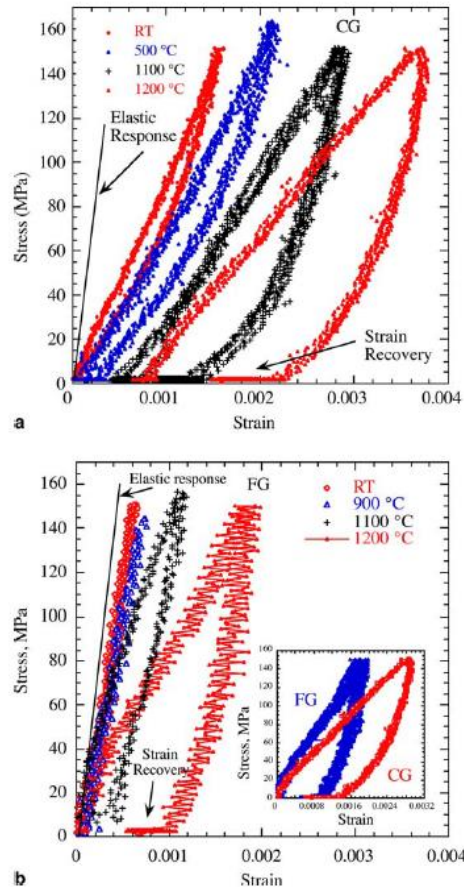 160
140
120
100
80
60
40
20
0
Stress (MPa)
RT
500 °C
1100 °C
1200 °C
CG
Elastic
Response
Strain
Recovery
0.001
0.002
0.003
0.004
Strain
a
160
140
120
100
80
60
40
20
0
Stress, MPa
Elastic response
FG
RT
900 °C
1100 °C
1200 °C
Strain
Recovery
Stress, MPa
140
120
100
80
60
40
20
0
FG
CG
0
0.0008
0.0016
0.0024
0.0032
Strain
0
0.001
0.002
0.003
0.004
Strain
b